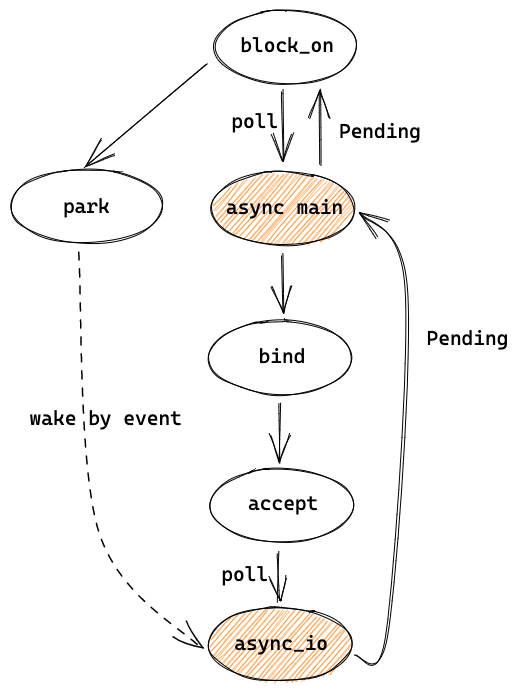 block_on
poll
Pending
park
async main
Pending
bind
wake by event
accept
poll
async_io